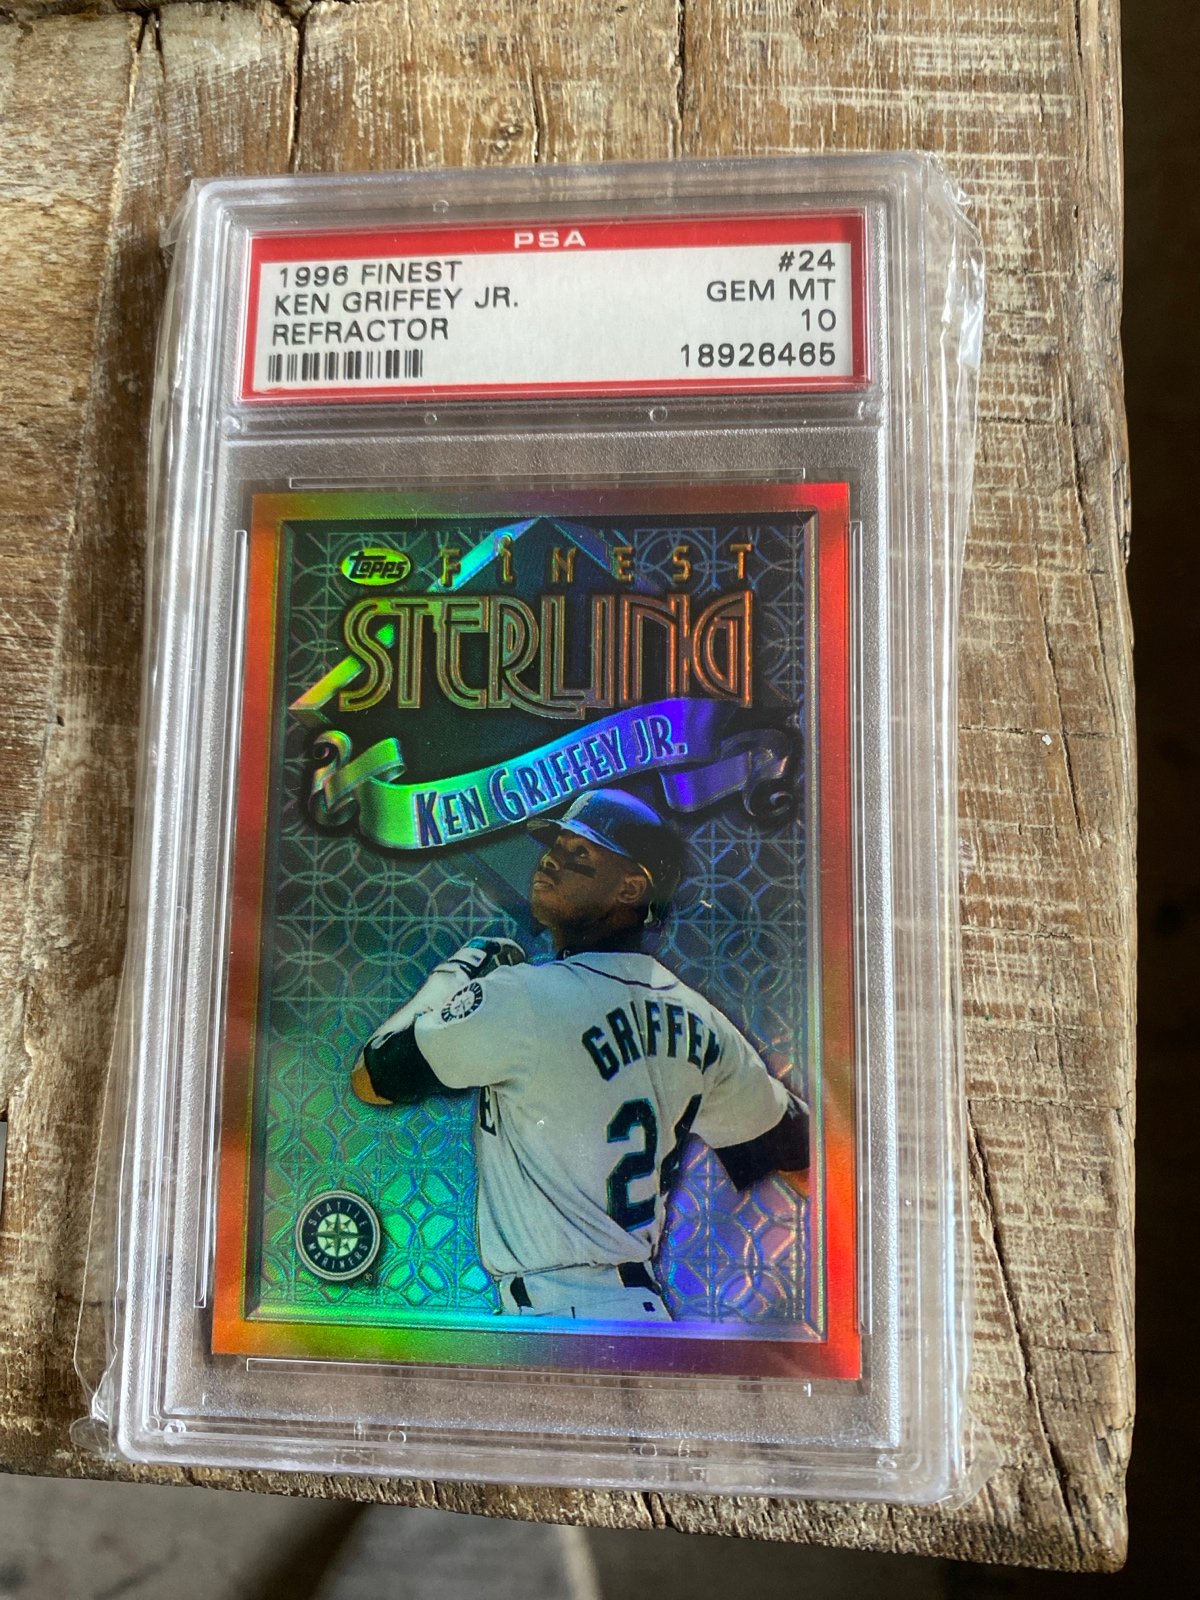 PSA
1996 FINEST #24
KEN GRIFFEY JR. GEM MT
REFRACTOR 10
18926465
TOPPS FINEST
STERLING
KEN GRIFFEY JR.
GRIFFEY
24
SEATTLE
MARINERS